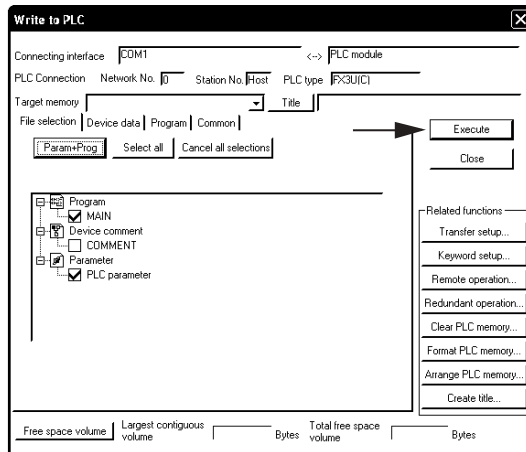 Write to PLC
Connecting interface COM1 <--> PLC module
PLC Connection Network No. 0 Station No. Host PLC type FX3U(C)
Target memory Title
File selection Device data Program Common
Execute
Param+Prog Select all Cancel all selections
Close
Program
MAIN
Device comment
COMMENT
Parameter
PLC parameter
Related functions
Transfer setup...
Keyword setup...
Remote operation...
Redundant operation...
Clear PLC memory...
Format PLC memory...
Arrange PLC memory...
Create title...
Free space volume Largest contiguous volume Bytes Total free space volume Bytes